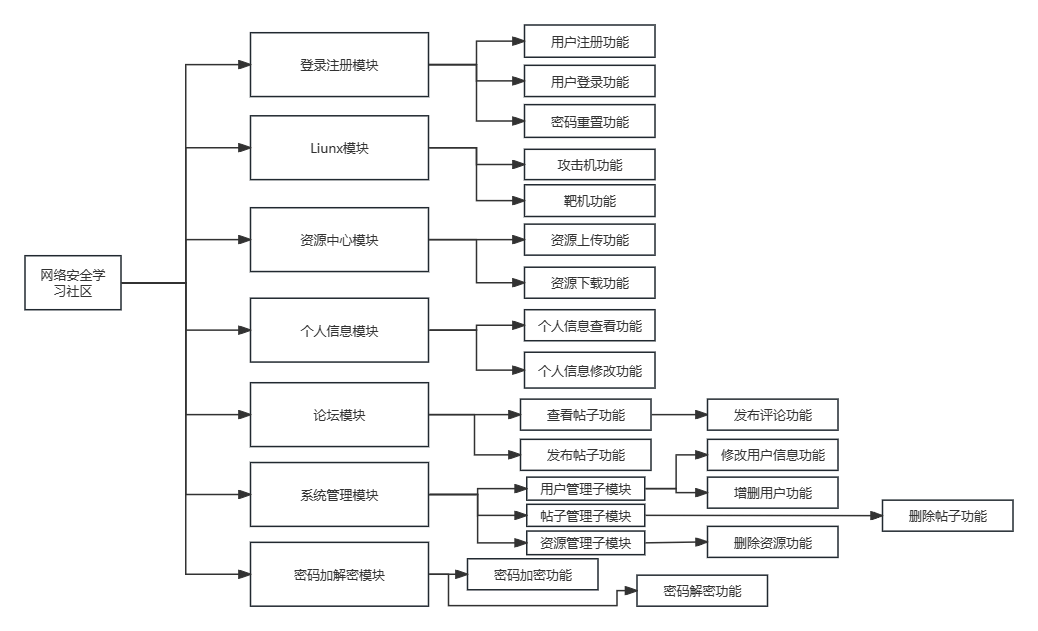 网络安全学
习社区
登录注册模块
用户注册功能
用户登录功能
密码重置功能
Liunx模块
攻击机功能
靶机功能
资源中心模块
资源上传功能
资源下载功能
个人信息模块
个人信息查看功能
个人信息修改功能
论坛模块
查看帖子功能
发布评论功能
发布帖子功能
系统管理模块
用户管理子模块
修改用户信息功能
增删用户功能
帖子管理子模块
删除帖子功能
资源管理子模块
删除资源功能
密码加解密模块
密码加密功能
密码解密功能